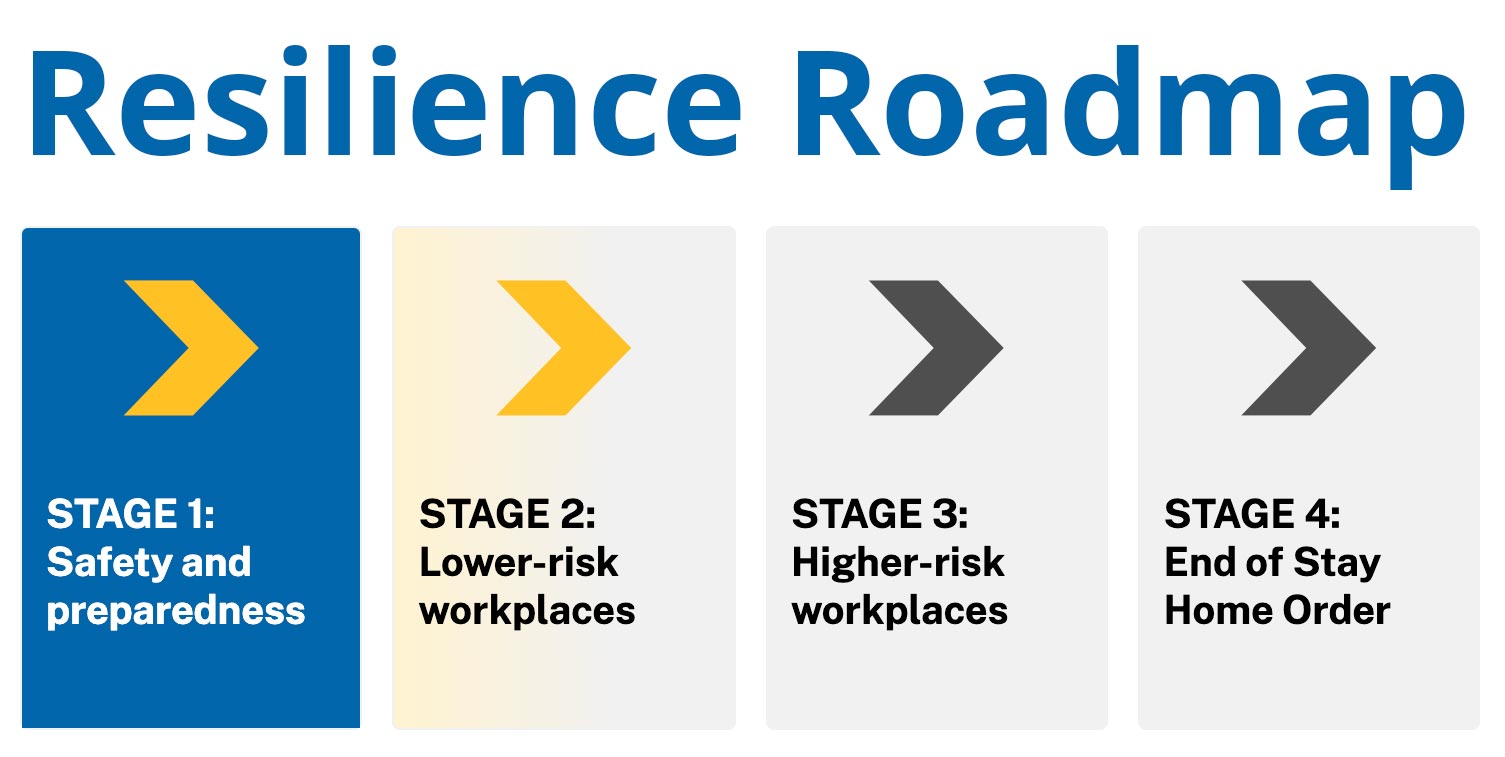 Resilience Roadmap
STAGE 1:
Safety and
preparedness
STAGE 2:
Lower-risk
workplaces
STAGE 3:
Higher-risk
workplaces
STAGE 4:
End of Stay
Home Order